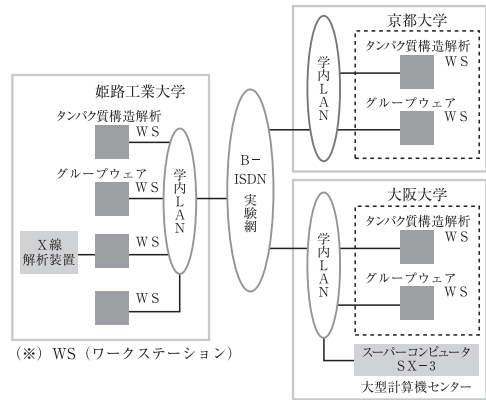 姫路工業大学
タンパク質構造解析
WS
グループウェア
WS
X線
解析装置
WS
WS
学内LAN
(※) WS(ワークステーション)
B-
ISDN
実験網
京都大学
タンパク質構造解析
WS
グループウェア
WS
学内LAN
大阪大学
タンパク質構造解析
WS
グループウェア
WS
学内LAN
スーパーコンピュータ
SX-3
大型計算機センター